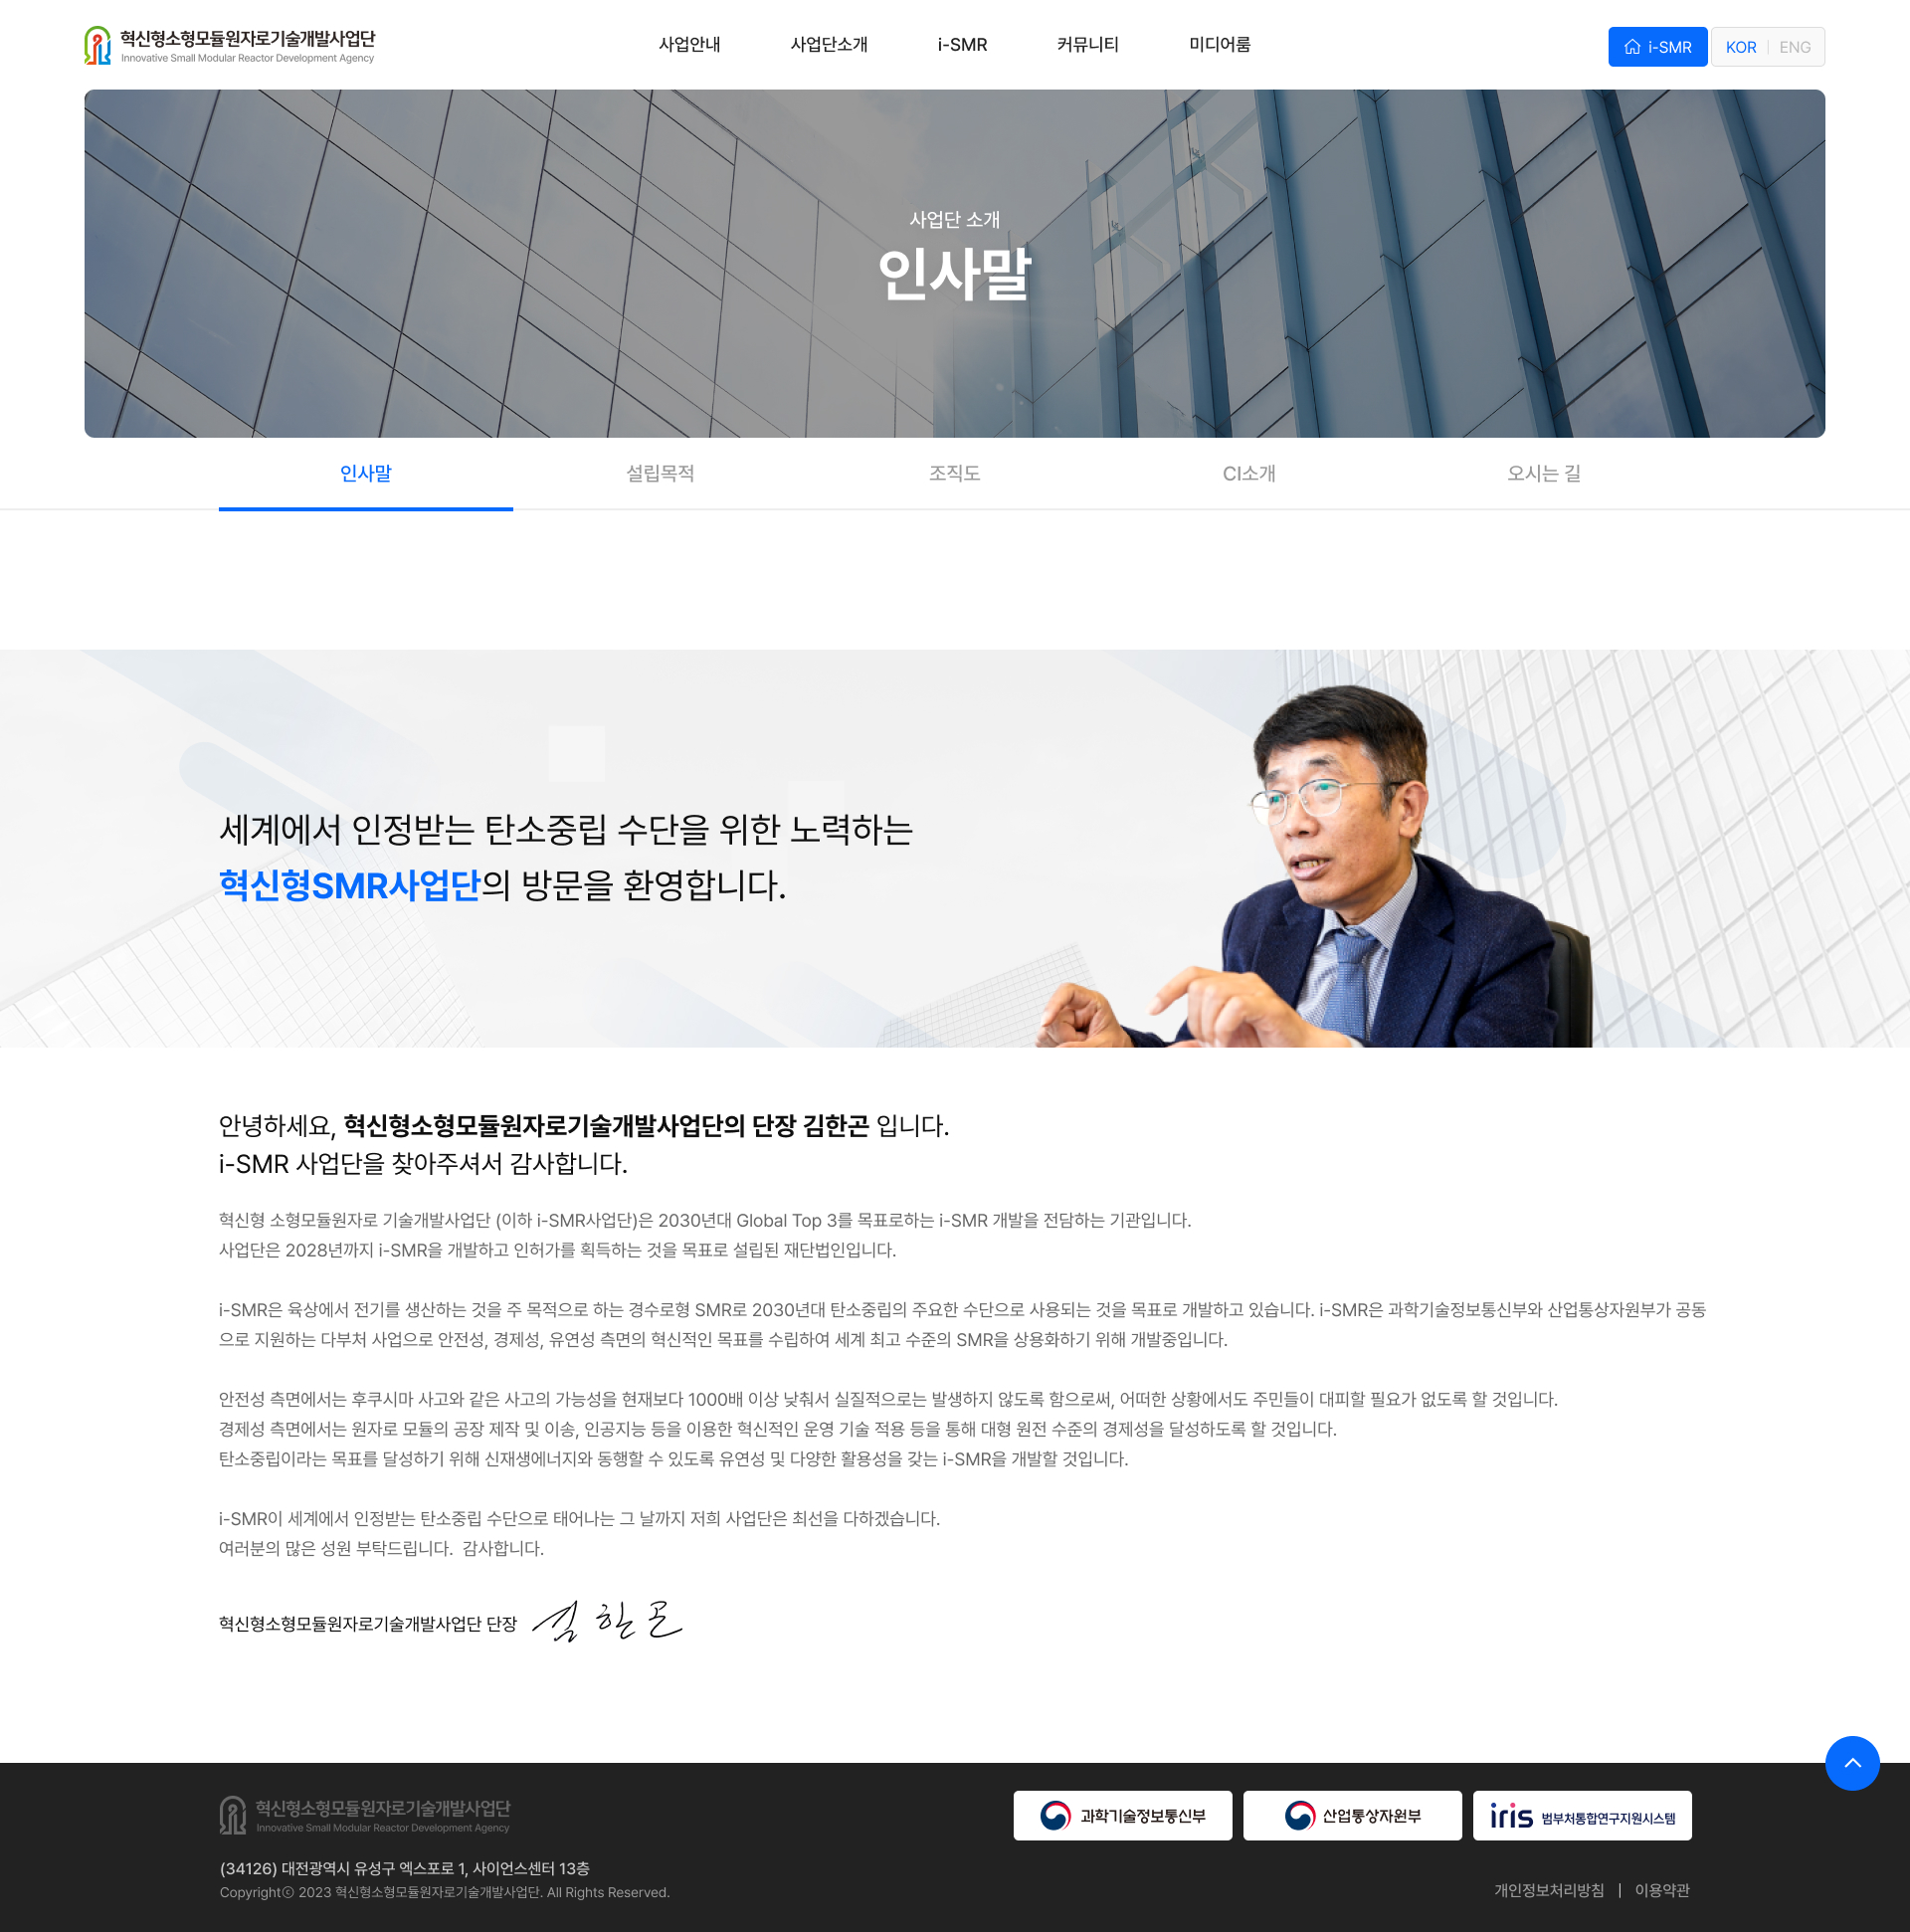 혁신형소형모듈원자로기술개발사업단
Innovative Small Modular Reactor Development Agency
사업안내
사업단소개
i-SMR
커뮤니티
미디어룸
i-SMR
KOR
ENG
사업단 소개
인사말
인사말
설립목적
조직도
CI소개
오시는 길
세계에서 인정받는 탄소중립 수단을 위한 노력하는
혁신형SMR사업단의 방문을 환영합니다.
안녕하세요, 혁신형소형모듈원자로기술개발사업단의 단장 김한곤 입니다.
i-SMR 사업단을 찾아주셔서 감사합니다.
혁신형 소형모듈원자로 기술개발사업단 (이하 i-SMR사업단)은 2030년대 Global Top 3를 목표로하는 i-SMR 개발을 전담하는 기관입니다.
사업단은 2028년까지 i-SMR을 개발하고 인허가를 획득하는 것을 목표로 설립된 재단법인입니다.
i-SMR은 육상에서 전기를 생산하는 것을 주 목적으로 하는 경수로형 SMR로 2030년대 탄소중립의 주요한 수단으로 사용되는 것을 목표로 개발하고 있습니다. i-SMR은 과학기술정보통신부와 산업통상자원부가 공동
으로 지원하는 다부처 사업으로 안전성, 경제성, 유연성 측면의 혁신적인 목표를 수립하여 세계 최고 수준의 SMR을 상용화하기 위해 개발중입니다.
안전성 측면에서는 후쿠시마 사고와 같은 사고의 가능성을 현재보다 1000배 이상 낮춰서 실질적으로는 발생하지 않도록 함으로써, 어떠한 상황에서도 주민들이 대피할 필요가 없도록 할 것입니다.
경제성 측면에서는 원자로 모듈의 공장 제작 및 이송, 인공지능 등을 이용한 혁신적인 운영 기술 적용 등을 통해 대형 원전 수준의 경제성을 달성하도록 할 것입니다.
탄소중립이라는 목표를 달성하기 위해 신재생에너지와 동행할 수 있도록 유연성 및 다양한 활용성을 갖는 i-SMR을 개발할 것입니다.
i-SMR이 세계에서 인정받는 탄소중립 수단으로 태어나는 그 날까지 저희 사업단은 최선을 다하겠습니다.
여러분의 많은 성원 부탁드립니다.  감사합니다.
혁신형소형모듈원자로기술개발사업단 단장 김한곤
혁신형소형모듈원자로기술개발사업단
Innovative Small Modular Reactor Development Agency
과학기술정보통신부
산업통상자원부
iris 범부처통합연구지원시스템
(34126) 대전광역시 유성구 엑스포로 1, 사이언스센터 13층
Copyrightⓒ 2023 혁신형소형모듈원자로기술개발사업단. All Rights Reserved.
개인정보처리방침 | 이용약관